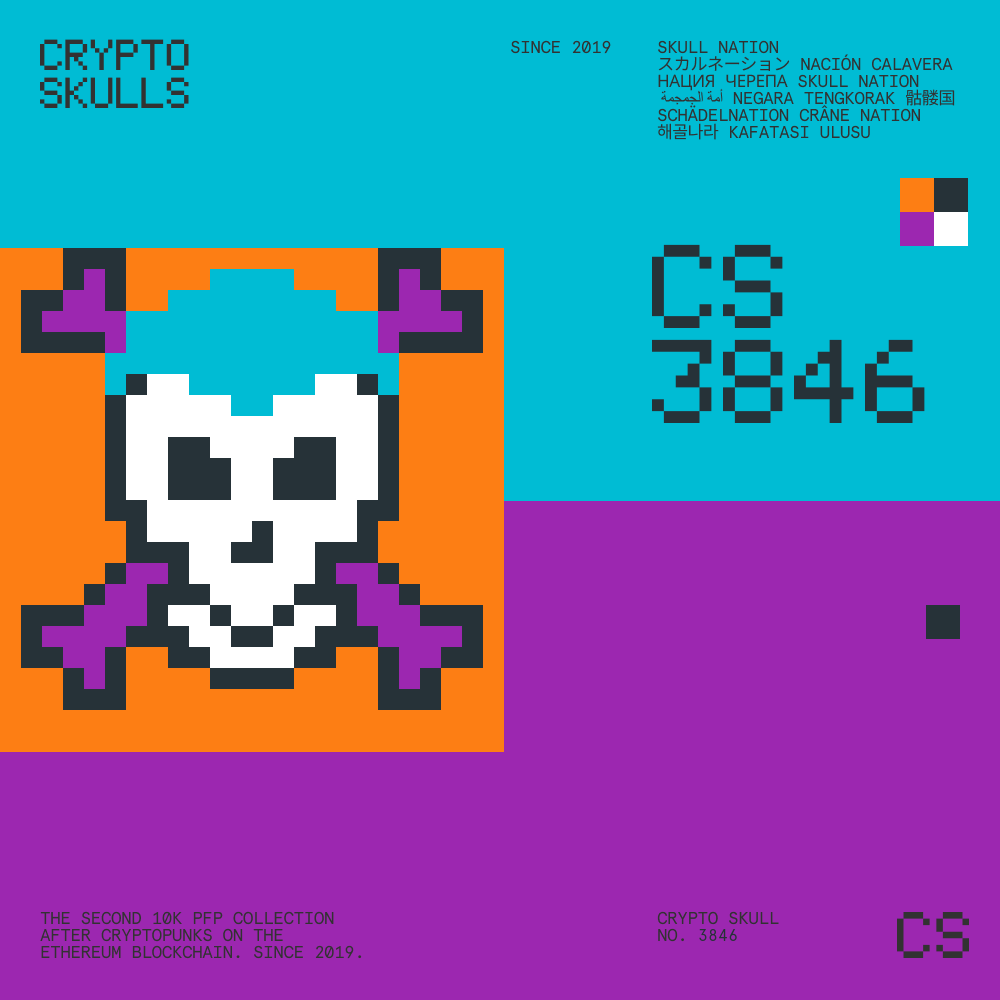 CRYPTO
SKULLS
SINCE 2019
SKULL NATION
スカルネーション NACIÓN CALAVERA
НАЦИЯ ЧЕРЕПА SKULL NATION
أمة الجمجمة NEGARA TENGKORAK 骷髅国
SCHÄDELNATION CRÂNE NATION
해골나라 KAFATASI ULUSU
CS
3846
THE SECOND 10K PFP COLLECTION
AFTER CRYPTOPUNKS ON THE
ETHEREUM BLOCKCHAIN. SINCE 2019.
CRYPTO SKULL
NO. 3846
CS